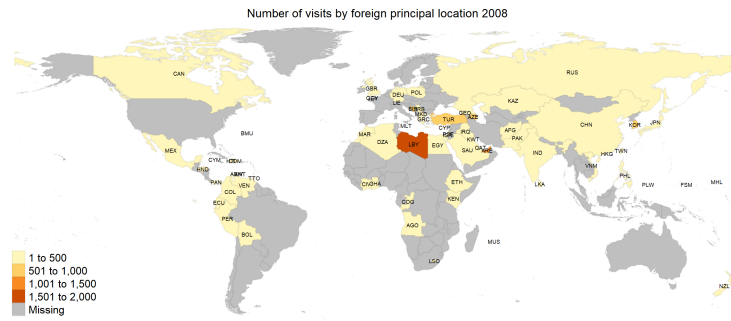 Number of visits by foreign principal location 2008
CAN
RUS
GBR
DEU
POL
LIE
KAZ
GEO
AZE
TUR
GRC
MLT
CYP
CHN
KOR
JPN
BMU
MAR
DZA
LBY
EGY
IRQ
KWT
SAU
QAT
ARE
AFG
PAK
IND
HKG
TWN
MEX
CYM
HND
PAN
TTO
VEN
COL
ECU
PER
BOL
GHA
COG
AGO
ETH
KEN
LKA
VNM
PHL
PLW
FSM
MHL
MUS
LSO
NZL
1 to 500
501 to 1,000
1,001 to 1,500
1,501 to 2,000
Missing